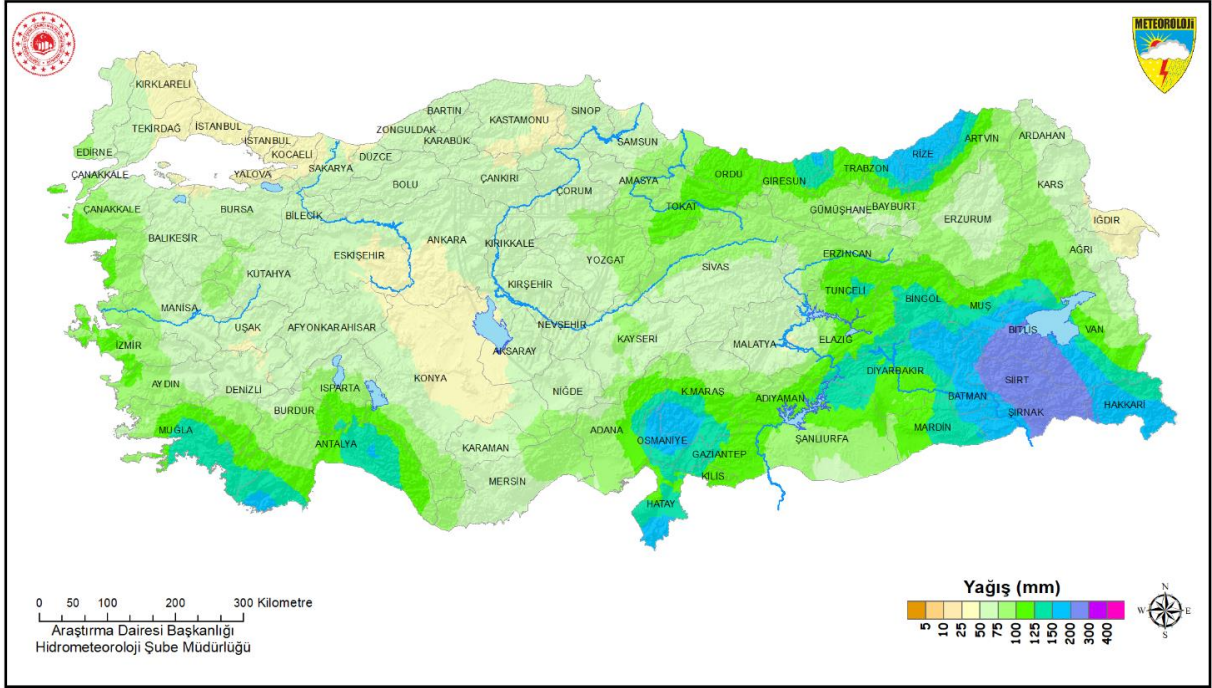 METEOROLOJİ
KIRKLARELİ
TEKİRDAĞ
İSTANBUL
İSTANBUL
KOCAELİ
EDİRNE
ÇANAKKALE
YALOVA
SAKARYA
DÜZCE
ZONGULDAK
BARTIN
KARABÜK
KASTAMONU
SİNOP
SAMSUN
ORDU
GİRESUN
TRABZON
RİZE
ARTVİN
ARDAHAN
KARS
ÇANAKKALE
BALIKESİR
BURSA
BİLECİK
BOLU
ÇANKIRI
ÇORUM
AMASYA
TOKAT
GÜMÜŞHANE
BAYBURT
ERZURUM
IĞDIR
AĞRI
KÜTAHYA
ESKİŞEHİR
ANKARA
KIRIKKALE
YOZGAT
SİVAS
ERZİNCAN
TUNCELİ
BİNGÖL
MUŞ
MANİSA
UŞAK
AFYONKARAHİSAR
KIRŞEHİR
NEVŞEHİR
KAYSERİ
MALATYA
ELAZIĞ
BİTLİS
VAN
İZMİR
AYDIN
DENİZLİ
ISPARTA
KONYA
AKSARAY
NİĞDE
K.MARAŞ
ADIYAMAN
DİYARBAKIR
BATMAN
SİİRT
ŞIRNAK
HAKKARİ
MUĞLA
BURDUR
ANTALYA
KARAMAN
MERSİN
ADANA
OSMANİYE
GAZİANTEP
KİLİS
ŞANLIURFA
MARDİN
HATAY
0 50 100 200 300 Kilometre
Araştırma Dairesi Başkanlığı
Hidrometeoroloji Şube Müdürlüğü
Yağış (mm)
5 10 25 50 75 100 125 150 200 300 400
N
W E
S